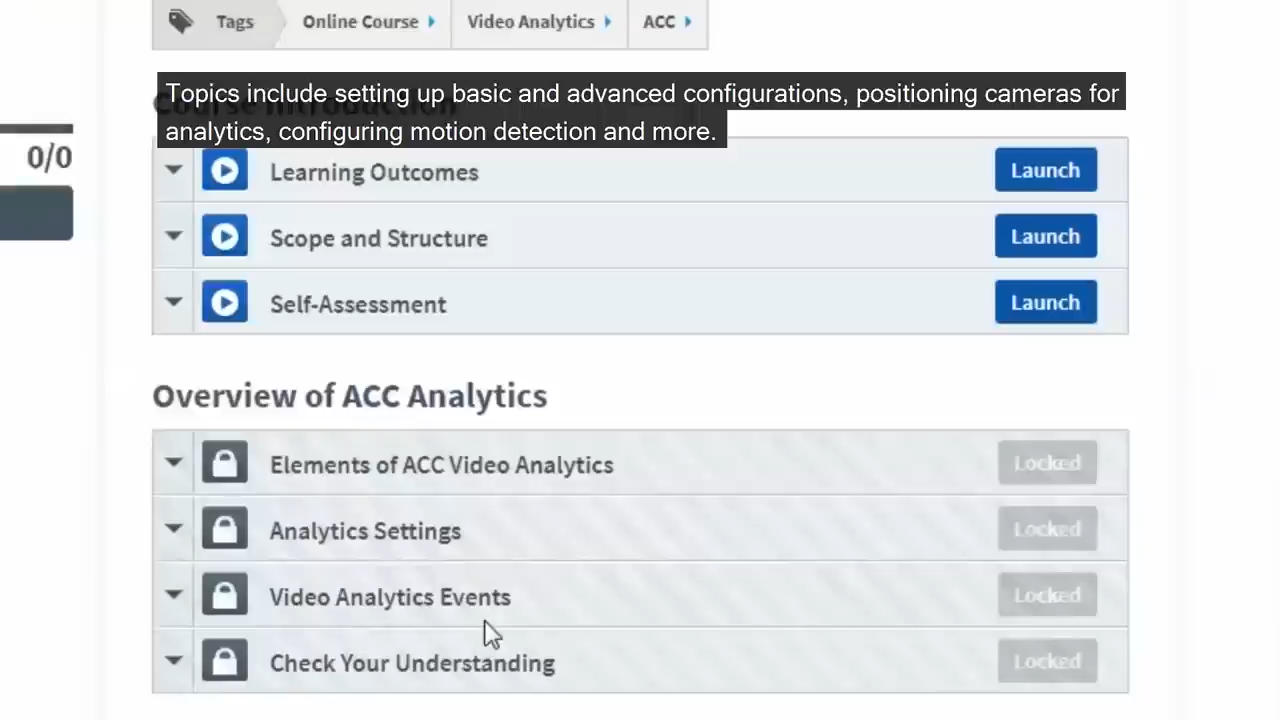 Tags Online Course Video Analytics ACC
Topics include setting up basic and advanced configurations, positioning cameras for
analytics, configuring motion detection and more.
Course Introduction
0/0
Learning Outcomes Launch
Scope and Structure Launch
Self-Assessment Launch
Overview of ACC Analytics
Elements of ACC Video Analytics Locked
Analytics Settings Locked
Video Analytics Events Locked
Check Your Understanding Locked